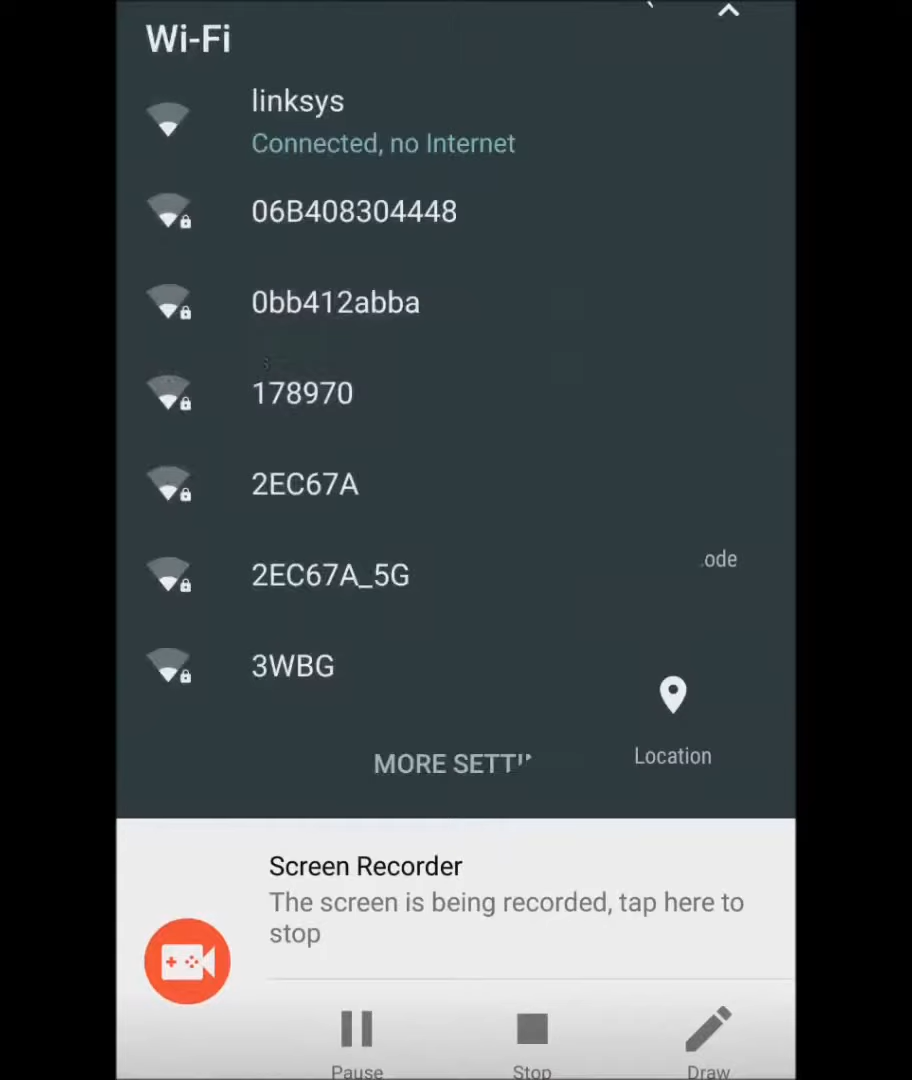 Wi-Fi
linksys
Connected, no Internet
06B408304448
0bb412abba
178970
2EC67A
2EC67A_5G
ode
3WBG
Location
MORE
Screen Recorder
The screen is being recorded, tap here to
stop
Pause
Stop
Draw